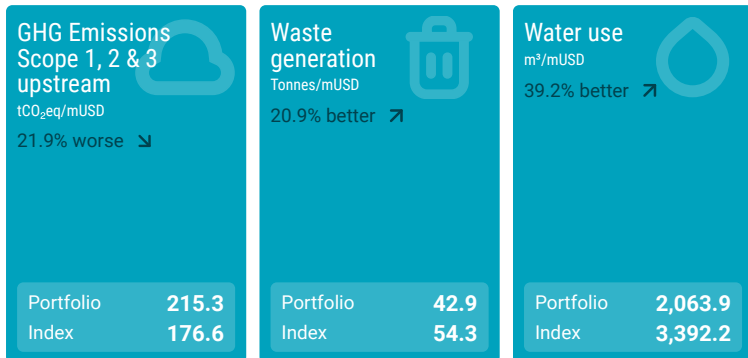 GHG Emissions
Scope 1, 2 & 3
upstream
tCO₂eq/mUSD
21.9% worse
Portfolio 215.3
Index 176.6
Waste
generation
Tonnes/mUSD
20.9% better
Portfolio 42.9
Index 54.3
Water use
m³/mUSD
39.2% better
Portfolio 2,063.9
Index 3,392.2